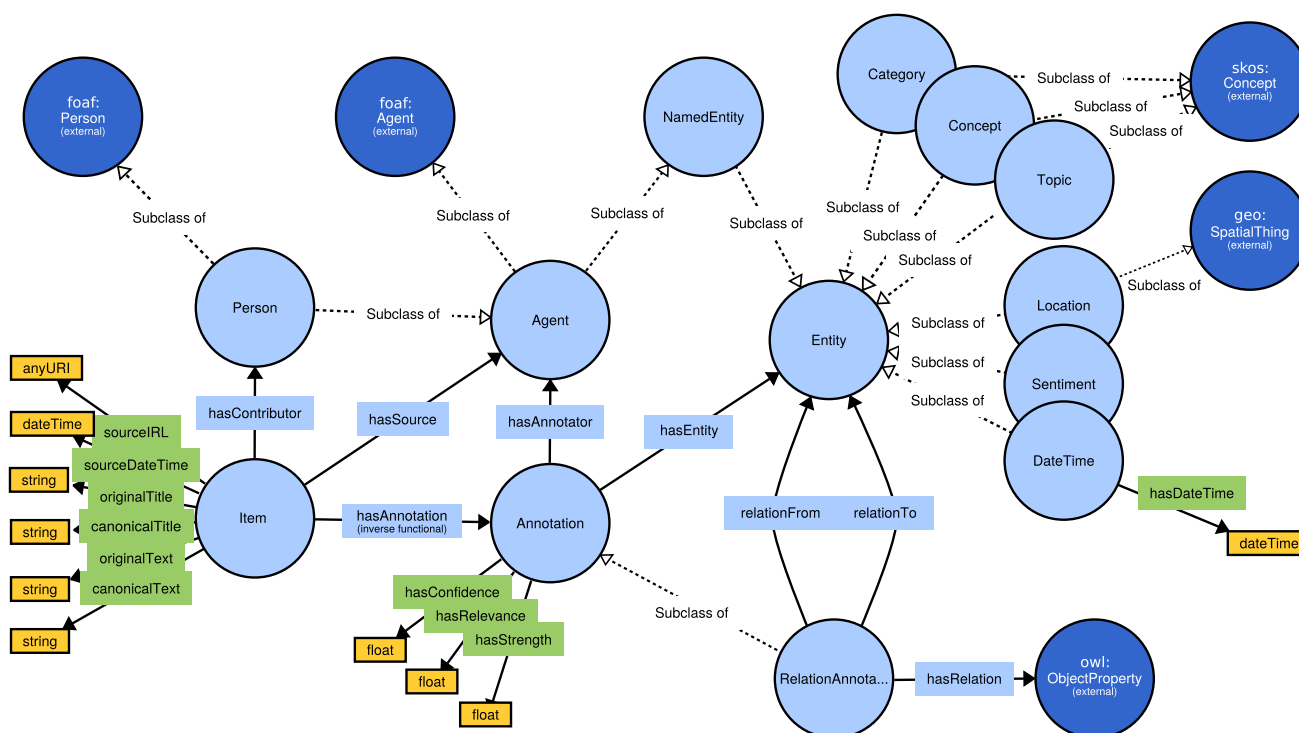 Category
skos:
Concept
(external)
Subclass of
Subclass of
Subclass of
foaf:
Person
(external)
foaf:
Agent
(external)
NamedEntity
Concept
Topic
Subclass of
Subclass of
Subclass of
Subclass of
Subclass of
Subclass of
Subclass of
geo:
SpatialThing
(external)
Subclass of
Person
Subclass of
Agent
Entity
Subclass of
Location
Subclass of
Sentiment
Subclass of
DateTime
anyURI
dateTime
string
string
string
string
sourceIRL
sourceDateTime
originalTitle
canonicalTitle
originalText
canonicalText
hasContributor
hasSource
hasAnnotator
hasEntity
Item
hasAnnotation
(inverse functional)
Annotation
relationFrom
relationTo
hasDateTime
dateTime
hasConfidence
hasRelevance
hasStrength
float
float
float
Subclass of
RelationAnnota...
hasRelation
owl:
ObjectProperty
(external)